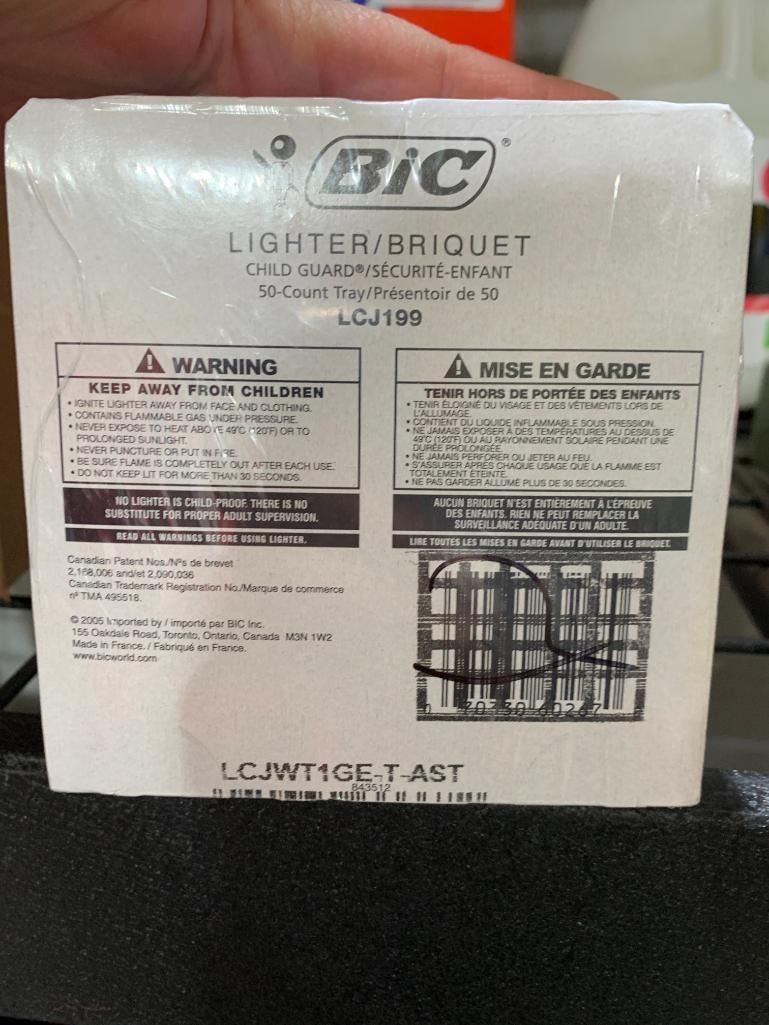 BiC®
LIGHTER/BRIQUET
CHILD GUARD®/SÉCURITÉ-ENFANT
50-Count Tray/Présentoir de 50
LCJ199
WARNING
KEEP AWAY FROM CHILDREN
• IGNITE LIGHTER AWAY FROM FACE AND CLOTHING.
• CONTAINS FLAMMABLE GAS UNDER PRESSURE.
• NEVER EXPOSE TO HEAT ABOVE 49°C (120°F) OR TO
PROLONGED SUNLIGHT.
• NEVER PUNCTURE OR PUT IN FIRE.
• BE SURE FLAME IS COMPLETELY OUT AFTER EACH USE.
• DO NOT KEEP LIT FOR MORE THAN 30 SECONDS.
NO LIGHTER IS CHILD-PROOF. THERE IS NO
SUBSTITUTE FOR PROPER ADULT SUPERVISION.
READ ALL WARNINGS BEFORE USING LIGHTER.
MISE EN GARDE
TENIR HORS DE PORTÉE DES ENFANTS
• TENIR ÉLOIGNÉ DU VISAGE ET DES VÊTEMENTS LORS DE
L'ALLUMAGE.
• CONTIENT DU LIQUIDE INFLAMMABLE SOUS PRESSION.
• NE JAMAIS EXPOSER À DES TEMPÉRATURES AU DESSUS DE
49°C (120°F) OU AU RAYONNEMENT SOLAIRE PENDANT UNE
DURÉE PROLONGÉE.
• NE JAMAIS PERFORER OU JETER AU FEU.
• S'ASSURER APRÈS CHAQUE USAGE QUE LA FLAMME EST
TOTALEMENT ÉTEINTE.
• NE PAS GARDER ALLUMÉ PLUS DE 30 SECONDES.
AUCUN BRIQUET N'EST ENTIÈREMENT À L'ÉPREUVE
DES ENFANTS. RIEN NE PEUT REMPLACER LA
SURVEILLANCE ADÉQUATE D'UN ADULTE.
LIRE TOUTES LES MISES EN GARDE AVANT D'UTILISER LE BRIQUET.
Canadian Patent Nos./Nos de brevet
2,168,006 and/et 2,090,036
Canadian Trademark Registration No./Marque de commerce
nº TMA 495518.
© 2005 Imported by / importé par BIC Inc.
155 Oakdale Road, Toronto, Ontario, Canada M3N 1W2
Made in France. / Fabriqué en France.
www.bicworld.com
0 70330 60267
LCJWT1GE-T-AST
843512